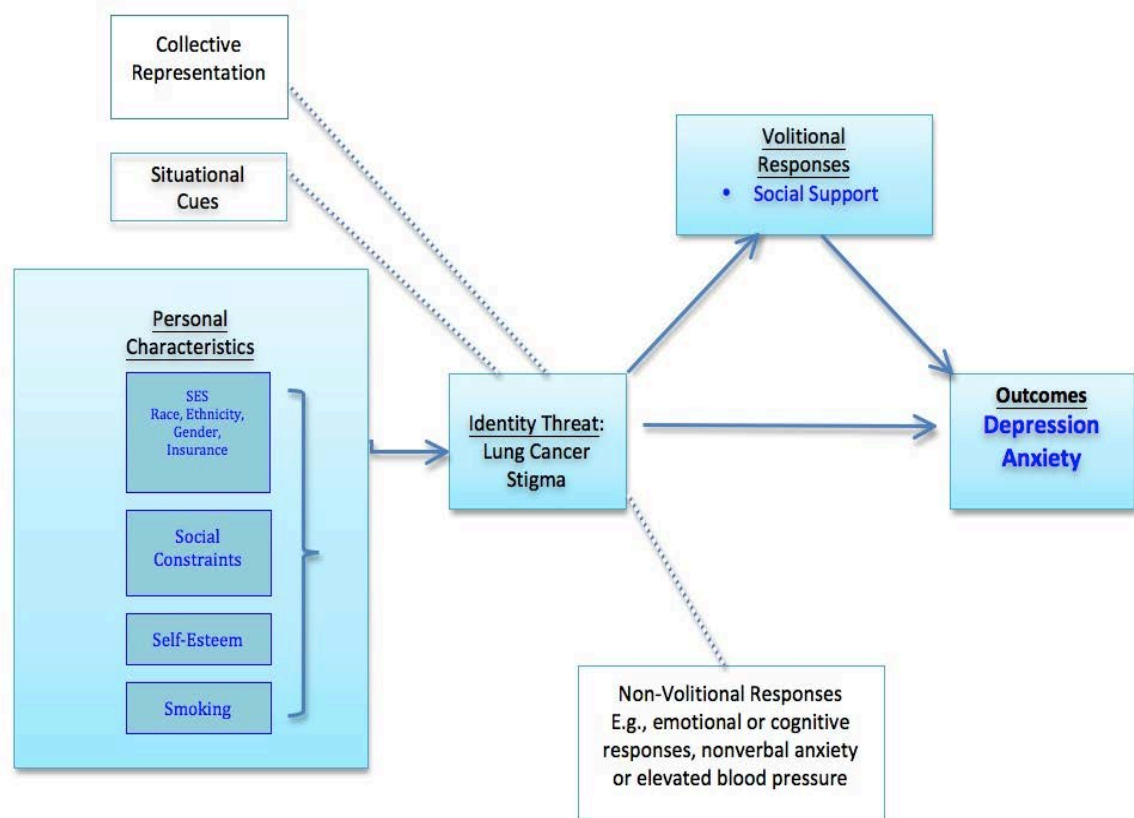 Collective
Representation
Situational
Cues
Personal
Characteristics
SES
Race, Ethnicity,
Gender,
Insurance
Social
Constraints
Self-Esteem
Smoking
Identity Threat:
Lung Cancer
Stigma
Volitional
Responses
• Social Support
Outcomes
Depression
Anxiety
Non-Volitional Responses
E.g., emotional or cognitive
responses, nonverbal anxiety
or elevated blood pressure